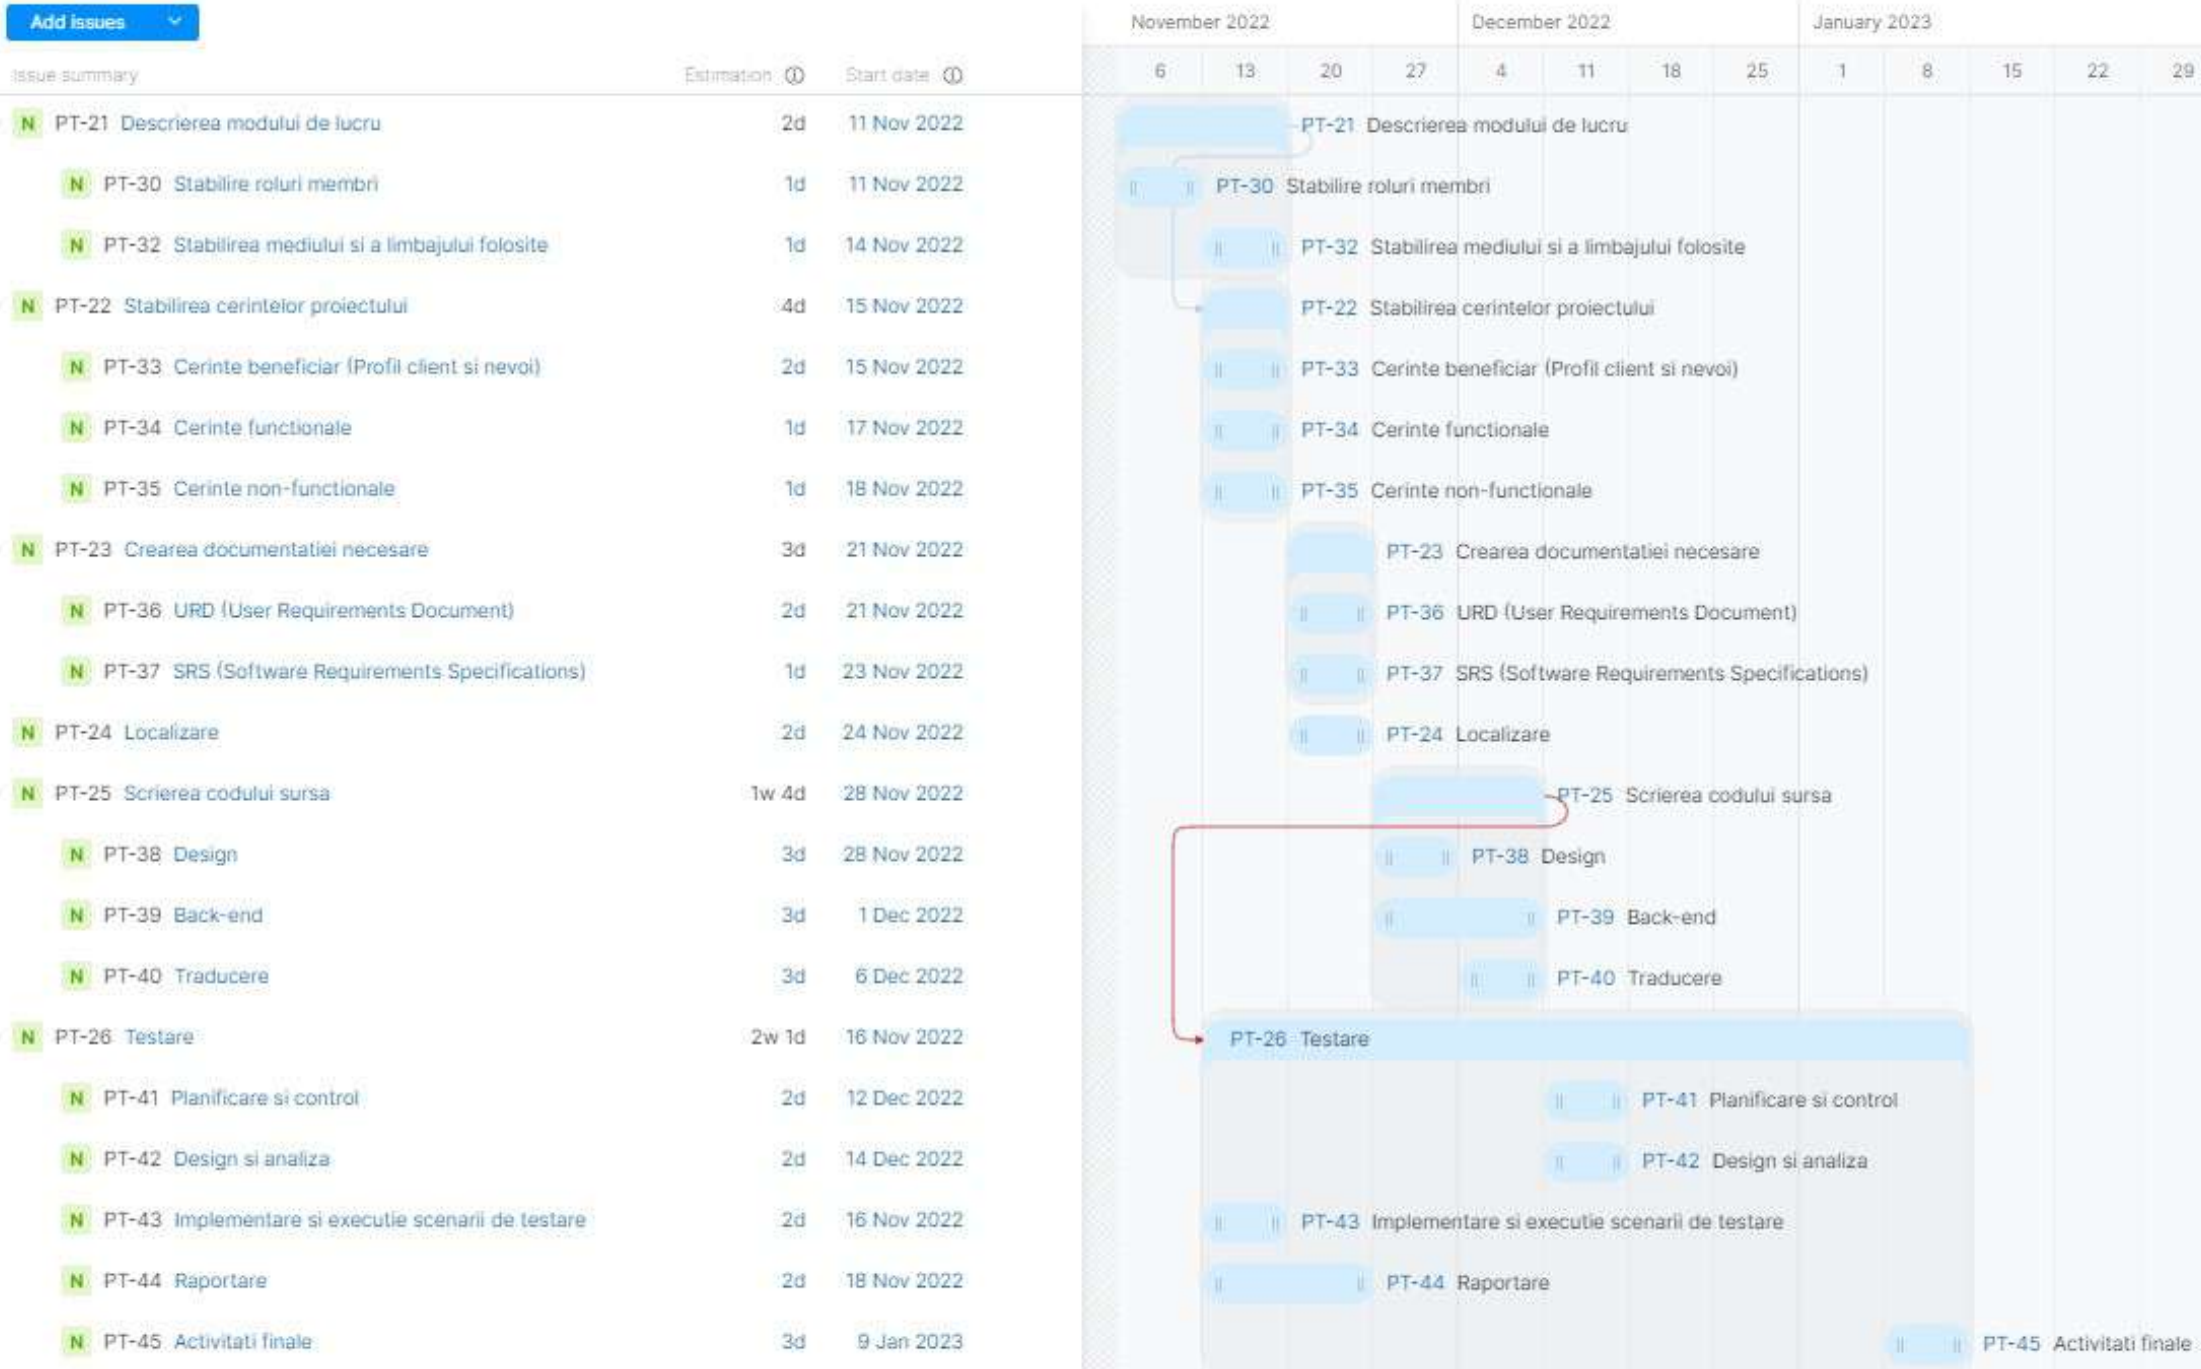 Add issues
November 2022 December 2022 January 2023
Issue summary Estimation Start date 6 13 20 27 4 11 18 25 1 8 15 22 29
N PT-21 Descrierea modului de lucru 2d 11 Nov 2022 PT-21 Descrierea modului de lucru
N PT-30 Stabilire roluri membri 1d 11 Nov 2022 PT-30 Stabilire roluri membri
N PT-32 Stabilirea mediului si a limbajului folosite 1d 14 Nov 2022 PT-32 Stabilirea mediului si a limbajului folosite
N PT-22 Stabilirea cerintelor proiectului 4d 15 Nov 2022 PT-22 Stabilirea cerintelor proiectului
N PT-33 Cerinte beneficiar (Profil client si nevoi) 2d 15 Nov 2022 PT-33 Cerinte beneficiar (Profil client si nevoi)
N PT-34 Cerinte functionale 1d 17 Nov 2022 PT-34 Cerinte functionale
N PT-35 Cerinte non-functionale 1d 18 Nov 2022 PT-35 Cerinte non-functionale
N PT-23 Crearea documentatiei necesare 3d 21 Nov 2022 PT-23 Crearea documentatiei necesare
N PT-36 URD (User Requirements Document) 2d 21 Nov 2022 PT-36 URD (User Requirements Document)
N PT-37 SRS (Software Requirements Specifications) 1d 23 Nov 2022 PT-37 SRS (Software Requirements Specifications)
N PT-24 Localizare 2d 24 Nov 2022 PT-24 Localizare
N PT-25 Scrierea codului sursa 1w 4d 28 Nov 2022 PT-25 Scrierea codului sursa
N PT-38 Design 3d 28 Nov 2022 PT-38 Design
N PT-39 Back-end 3d 1 Dec 2022 PT-39 Back-end
N PT-40 Traducere 3d 6 Dec 2022 PT-40 Traducere
N PT-26 Testare 2w 1d 16 Nov 2022 PT-26 Testare
N PT-41 Planificare si control 2d 12 Dec 2022 PT-41 Planificare si control
N PT-42 Design si analiza 2d 14 Dec 2022 PT-42 Design si analiza
N PT-43 Implementare si executie scenarii de testare 2d 16 Nov 2022 PT-43 Implementare si executie scenarii de testare
N PT-44 Raportare 2d 18 Nov 2022 PT-44 Raportare
N PT-45 Activitati finale 3d 9 Jan 2023 PT-45 Activitati finale